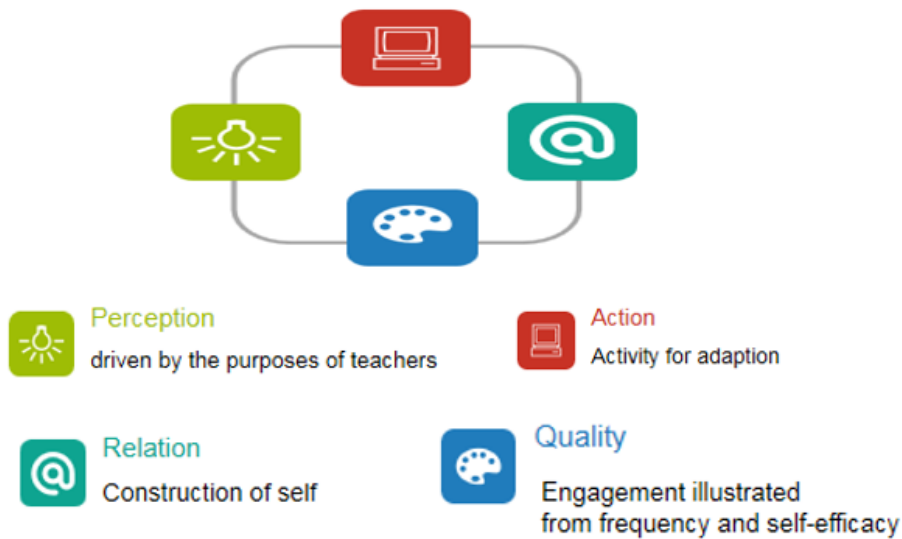 Perception
driven by the purposes of teachers
Action
Activity for adaption
Relation
Construction of self
Quality
Engagement illustrated
from frequency and self-efficacy